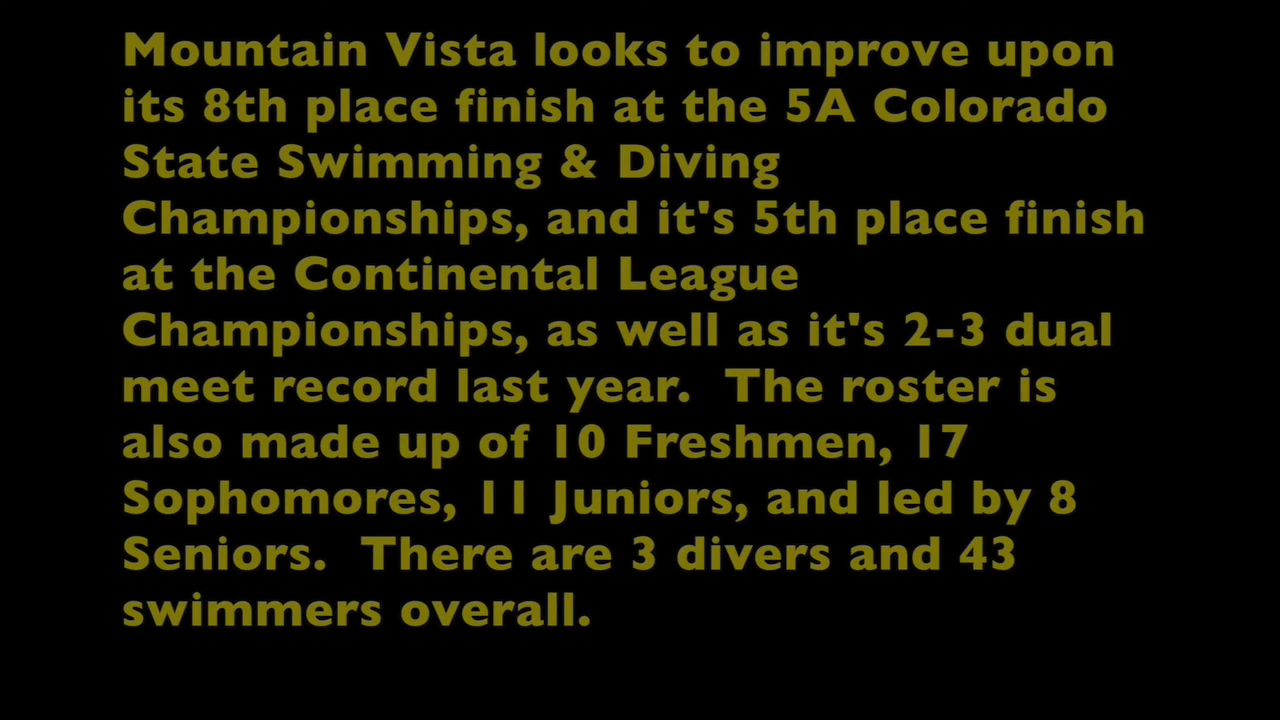 Mountain Vista looks to improve upon
its 8th place finish at the 5A Colorado
State Swimming & Diving
Championships, and it's 5th place finish
at the Continental League
Championships, as well as it's 2-3 dual
meet record last year.  The roster is
also made up of 10 Freshmen, 17
Sophomores, 11 Juniors, and led by 8
Seniors.  There are 3 divers and 43
swimmers overall.